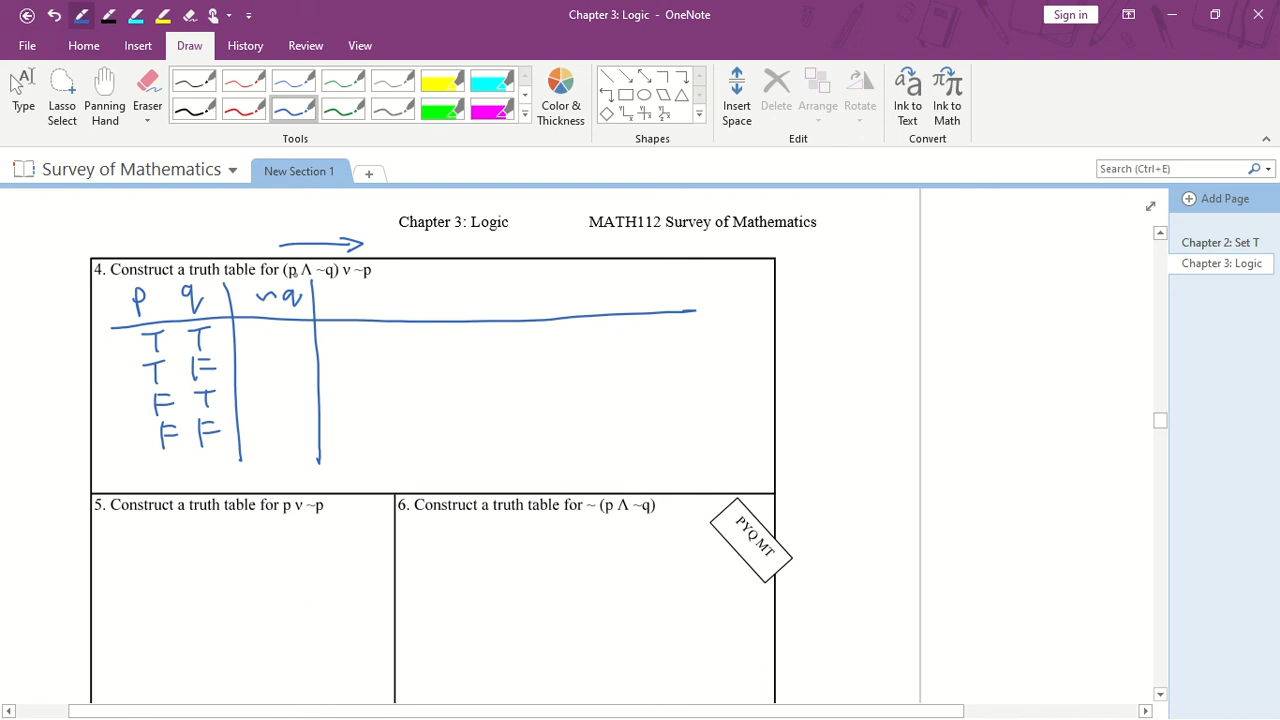 Chapter 3: Logic - OneNote
Sign in
File Home Insert Draw History Review View
Type
Lasso Select
Panning Hand
Eraser
Color & Thickness
Insert Space
Delete
Arrange
Rotate
Ink to Text
Ink to Math
Tools
Shapes
Edit
Convert
Survey of Mathematics
New Section 1
Search (Ctrl+E)
Add Page
Chapter 2: Set T
Chapter 3: Logic
Chapter 3: Logic MATH112 Survey of Mathematics
4. Construct a truth table for (p Λ ~q) ν ~p
p q ~q
T T
T F
F T
F F
5. Construct a truth table for p ν ~p
6. Construct a truth table for ~ (p Λ ~q)
PYQ MT